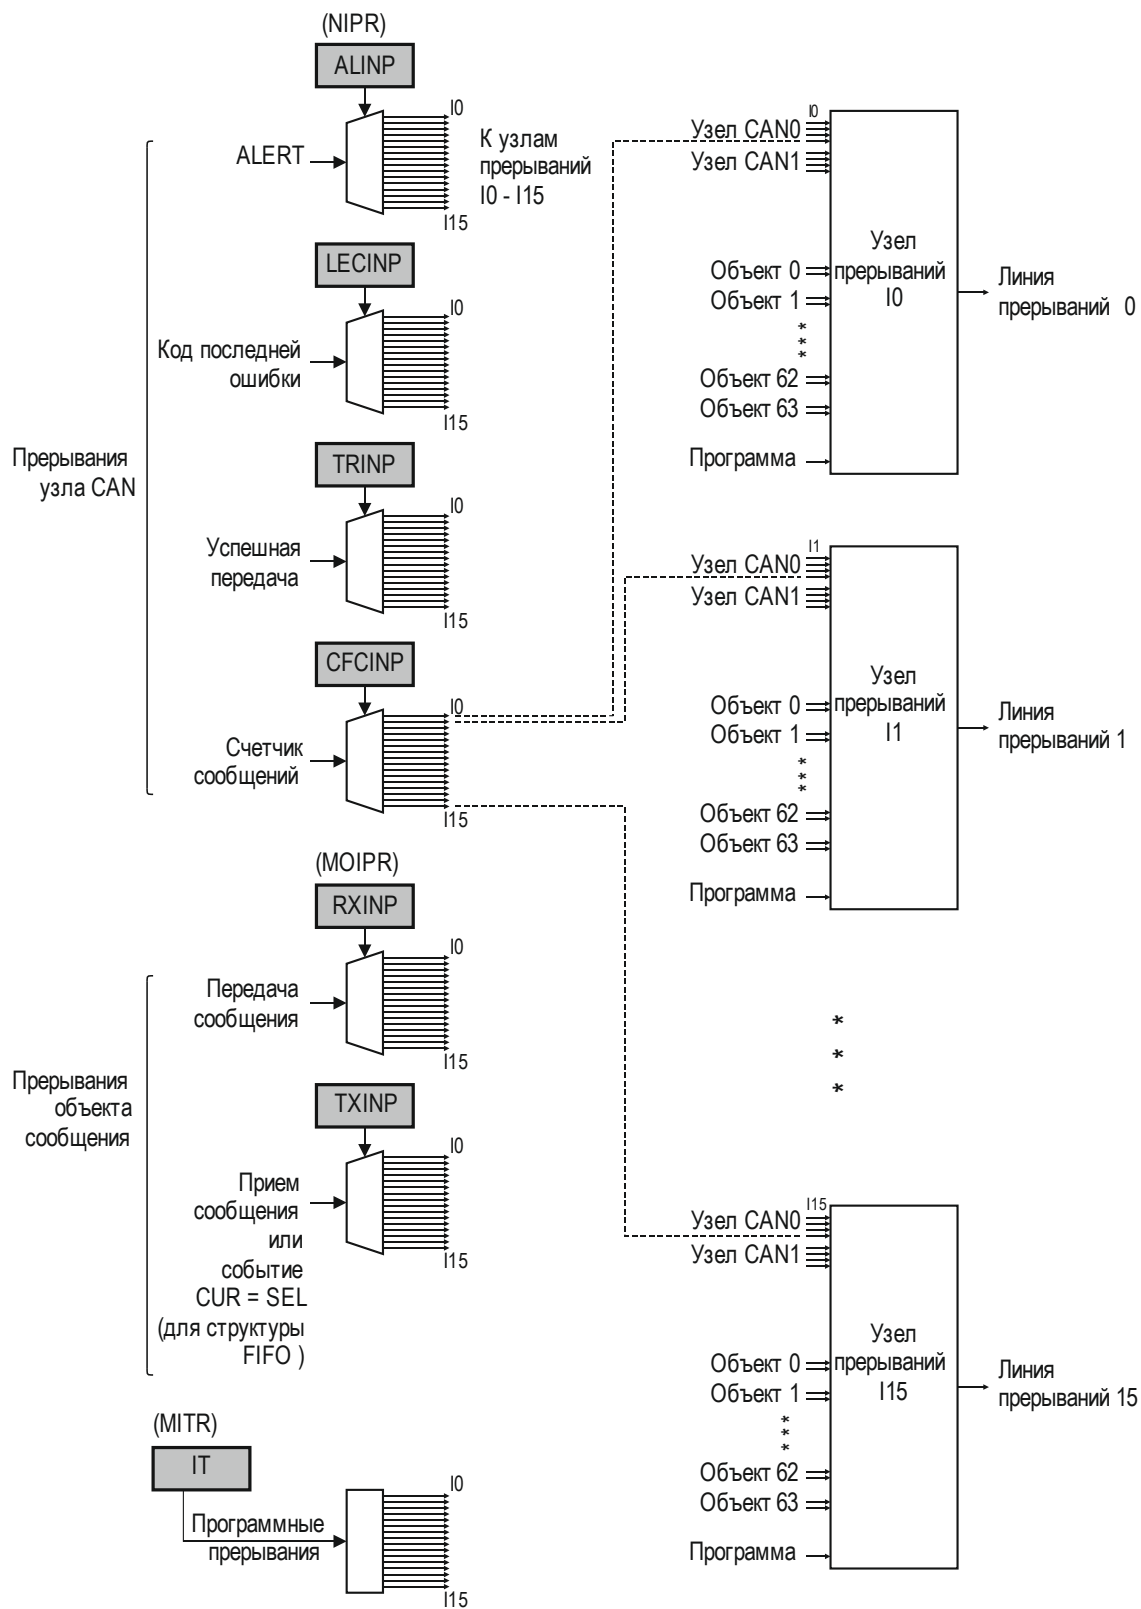 (NIPR)
ALINP
I0
ALERT
I15
К узлам
прерываний
I0 - I15
LECINP
I0
Код последней
ошибки
I15
Прерывания
узла CAN
TRINP
I0
Успешная
передача
I15
CFCINP
I0
Счетчик
сообщений
I15
(MOIPR)
RXINP
I0
Передача
сообщения
I15
Прерывания
объекта
сообщения
TXINP
I0
Прием
сообщения
или
событие
CUR = SEL
(для структуры
FIFO )
I15
(MITR)
IT
I0
Программные
прерывания
I15
I0
Узел CAN0
Узел CAN1
Объект 0
Объект 1
* * *
Объект 62
Объект 63
Программа
Узел
прерываний
I0
Линия
прерываний 0
I1
Узел CAN0
Узел CAN1
Объект 0
Объект 1
* * *
Объект 62
Объект 63
Программа
Узел
прерываний
I1
Линия
прерываний 1
*
*
*
I15
Узел CAN0
Узел CAN1
Объект 0
Объект 1
* * *
Объект 62
Объект 63
Программа
Узел
прерываний
I15
Линия
прерываний 15